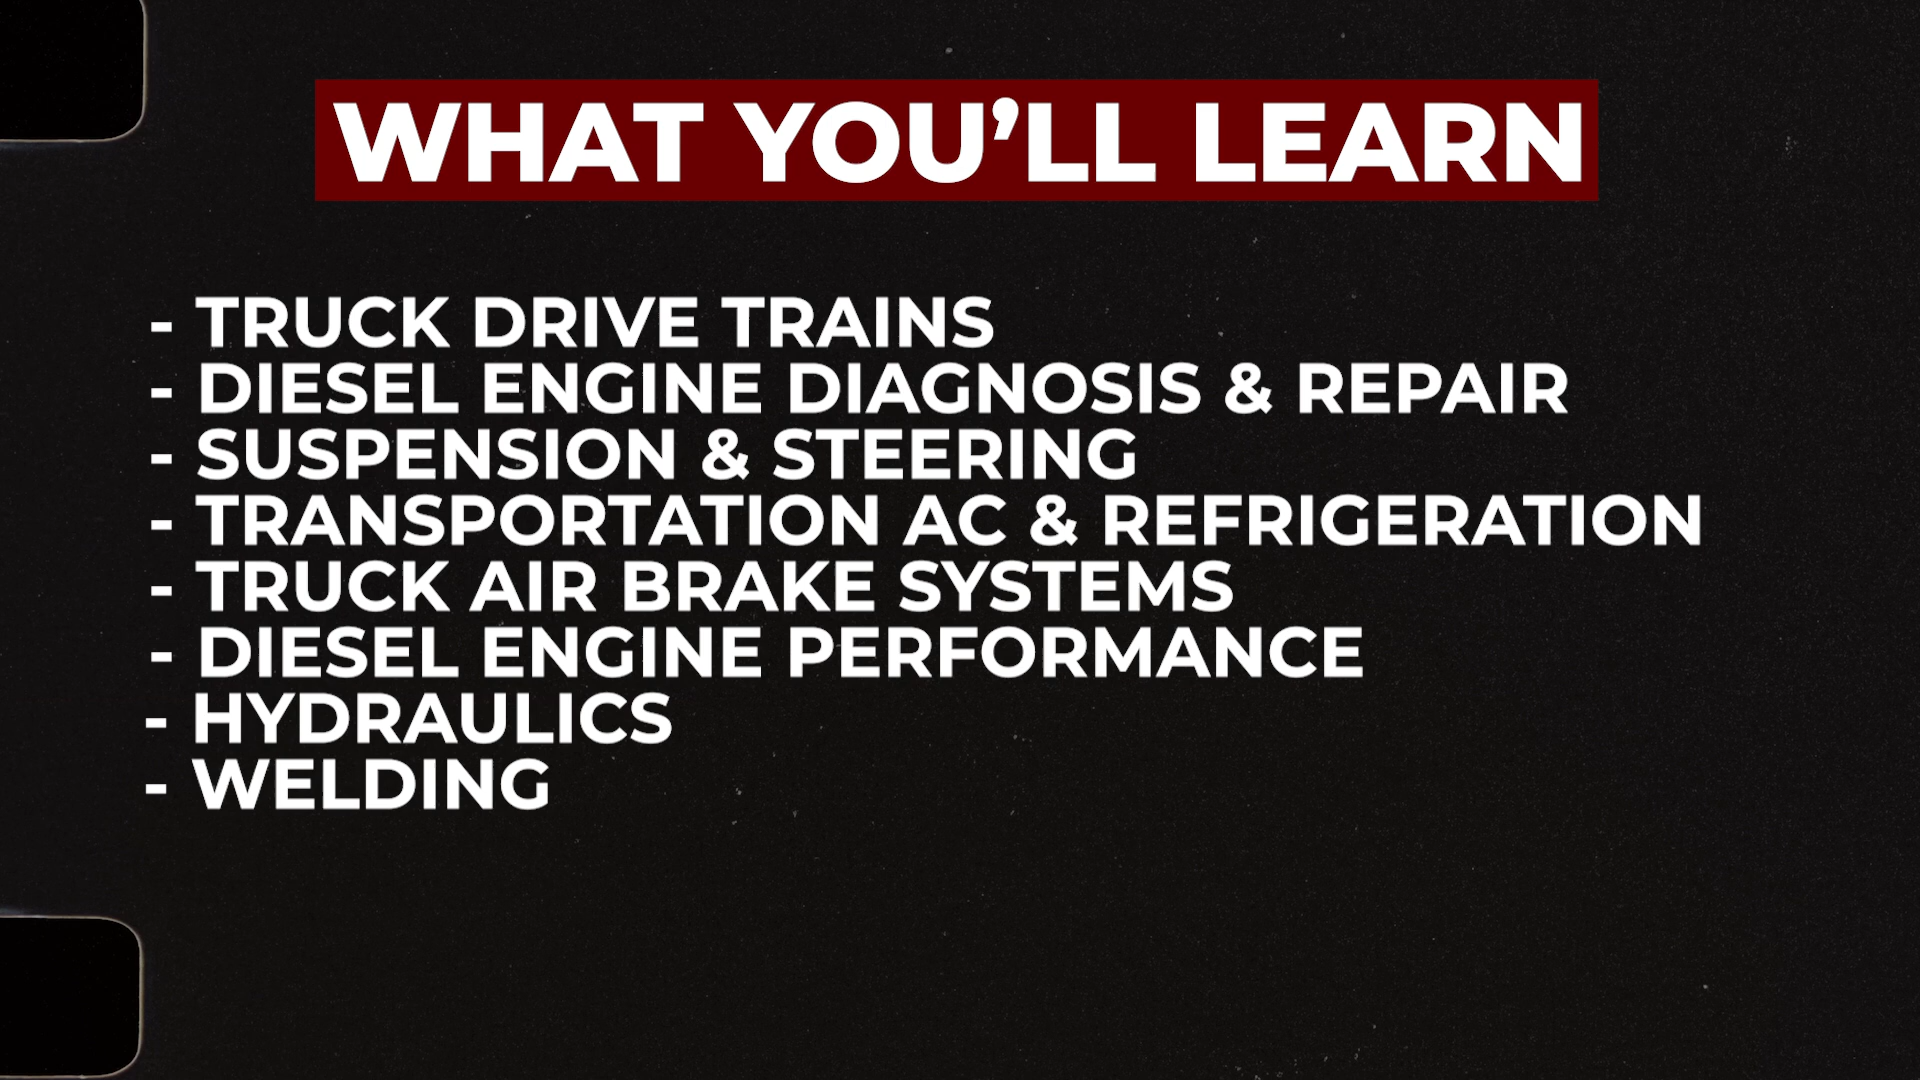 WHAT YOU’LL LEARN
- TRUCK DRIVE TRAINS
- DIESEL ENGINE DIAGNOSIS & REPAIR
- SUSPENSION & STEERING
- TRANSPORTATION AC & REFRIGERATION
- TRUCK AIR BRAKE SYSTEMS
- DIESEL ENGINE PERFORMANCE
- HYDRAULICS
- WELDING